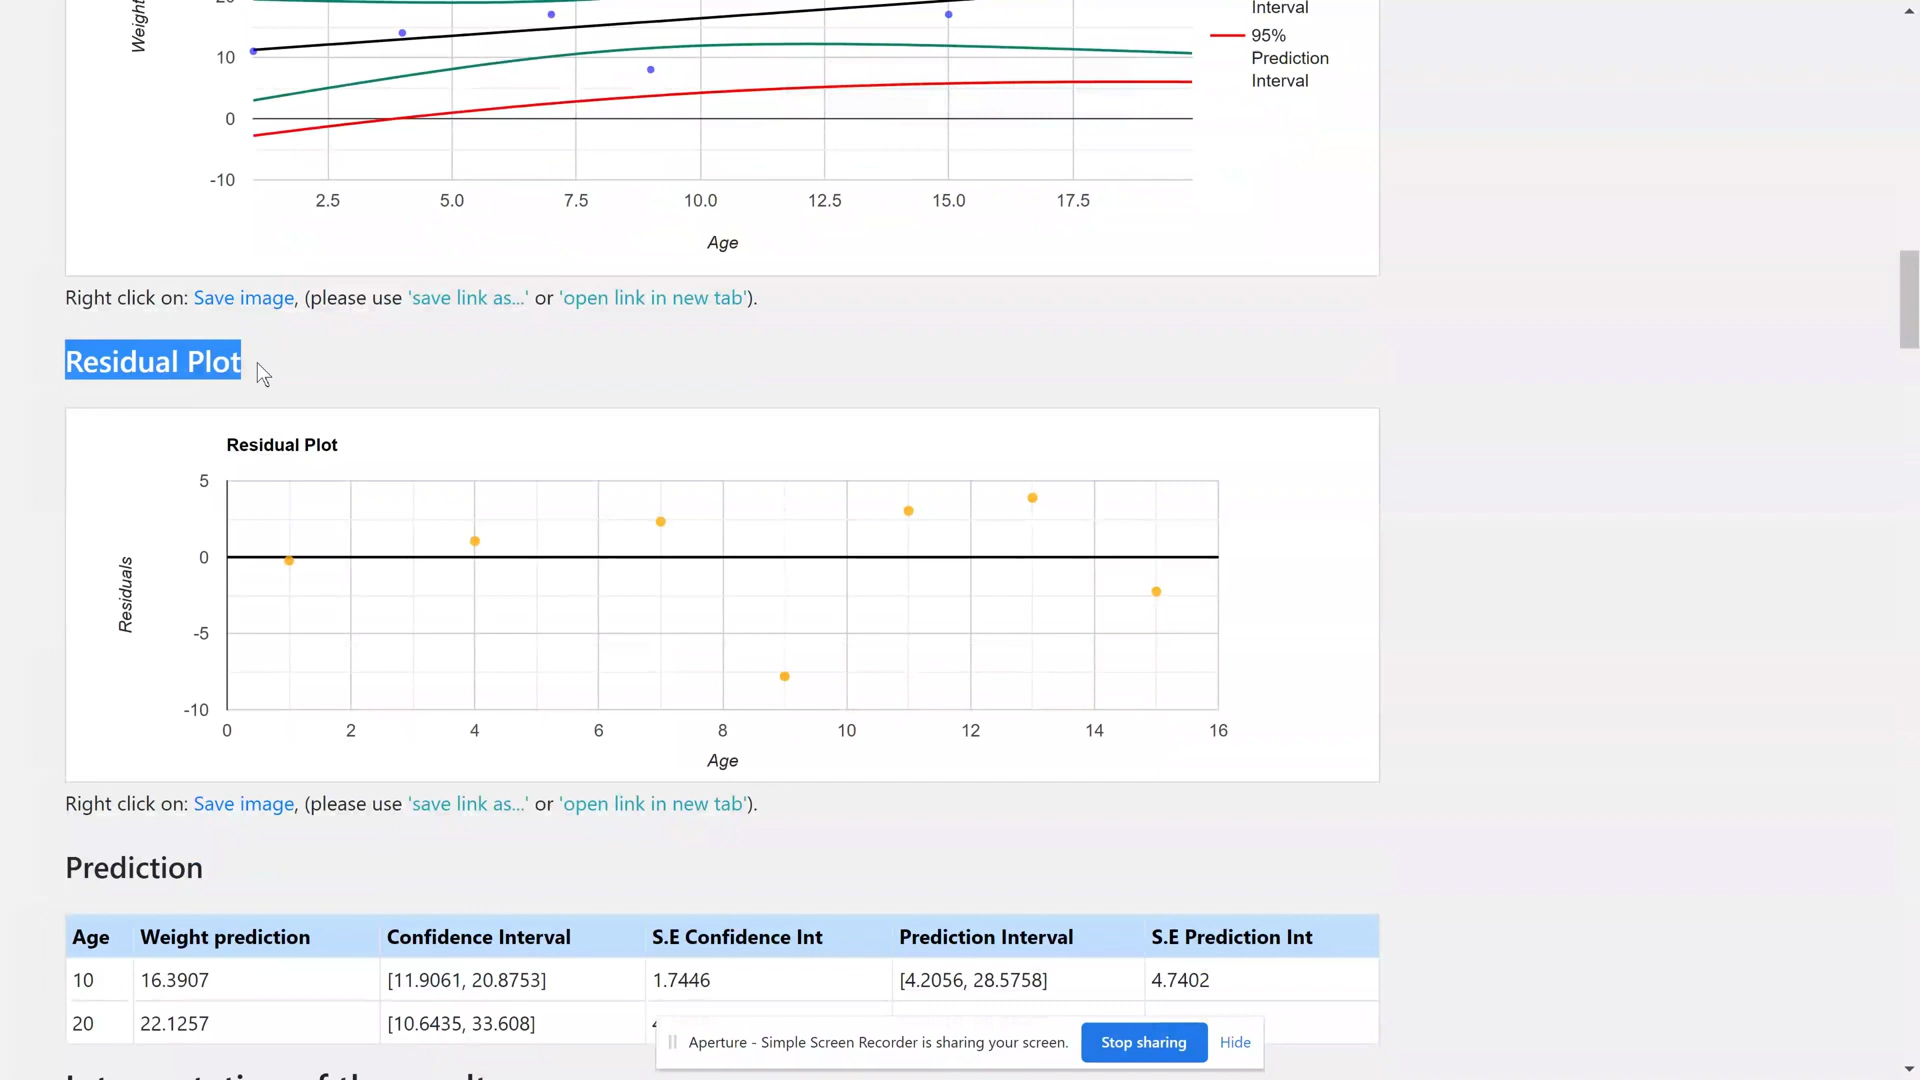 Weight
20
10
0
-10
2.5 5.0 7.5 10.0 12.5 15.0 17.5
Age
Interval
95%
Prediction
Interval
Right click on: Save image, (please use 'save link as...' or 'open link in new tab').
Residual Plot
Residual Plot
5
0
-5
-10
Residuals
0 2 4 6 8 10 12 14 16
Age
Right click on: Save image, (please use 'save link as...' or 'open link in new tab').
Prediction
Age Weight prediction Confidence Interval S.E Confidence Int Prediction Interval S.E Prediction Int
10 16.3907 [11.9061, 20.8753] 1.7446 [4.2056, 28.5758] 4.7402
20 22.1257 [10.6435, 33.608]
Aperture - Simple Screen Recorder is sharing your screen. Stop sharing Hide